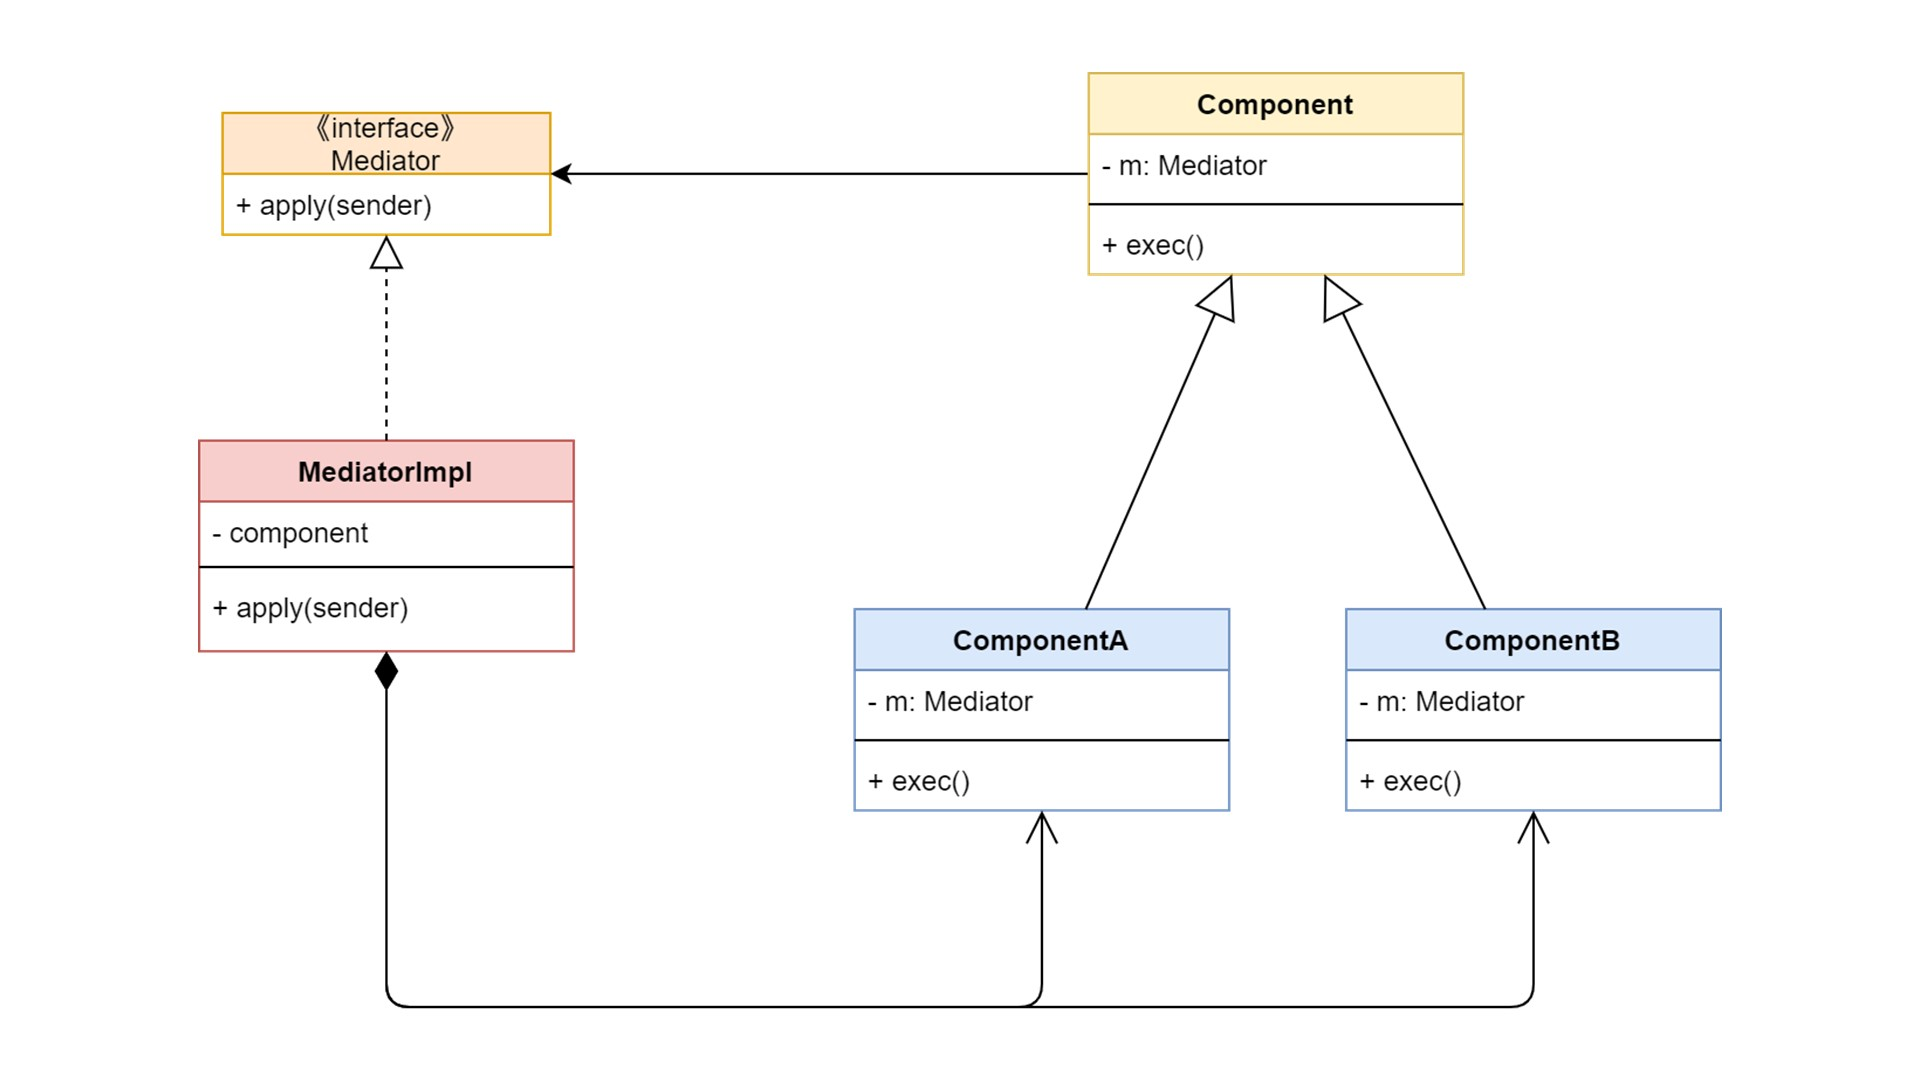 《interface》
Mediator
+ apply(sender)
Component
- m: Mediator
+ exec()
MediatorImpl
- component
+ apply(sender)
ComponentA
- m: Mediator
+ exec()
ComponentB
- m: Mediator
+ exec()